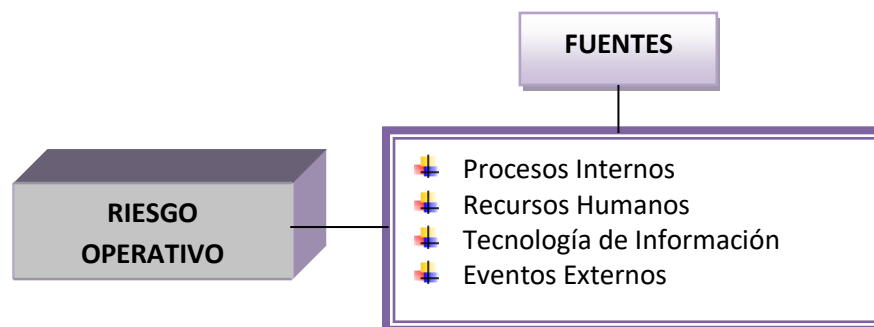 FUENTES
RIESGO
OPERATIVO
Procesos Internos
Recursos Humanos
Tecnología de Información
Eventos Externos